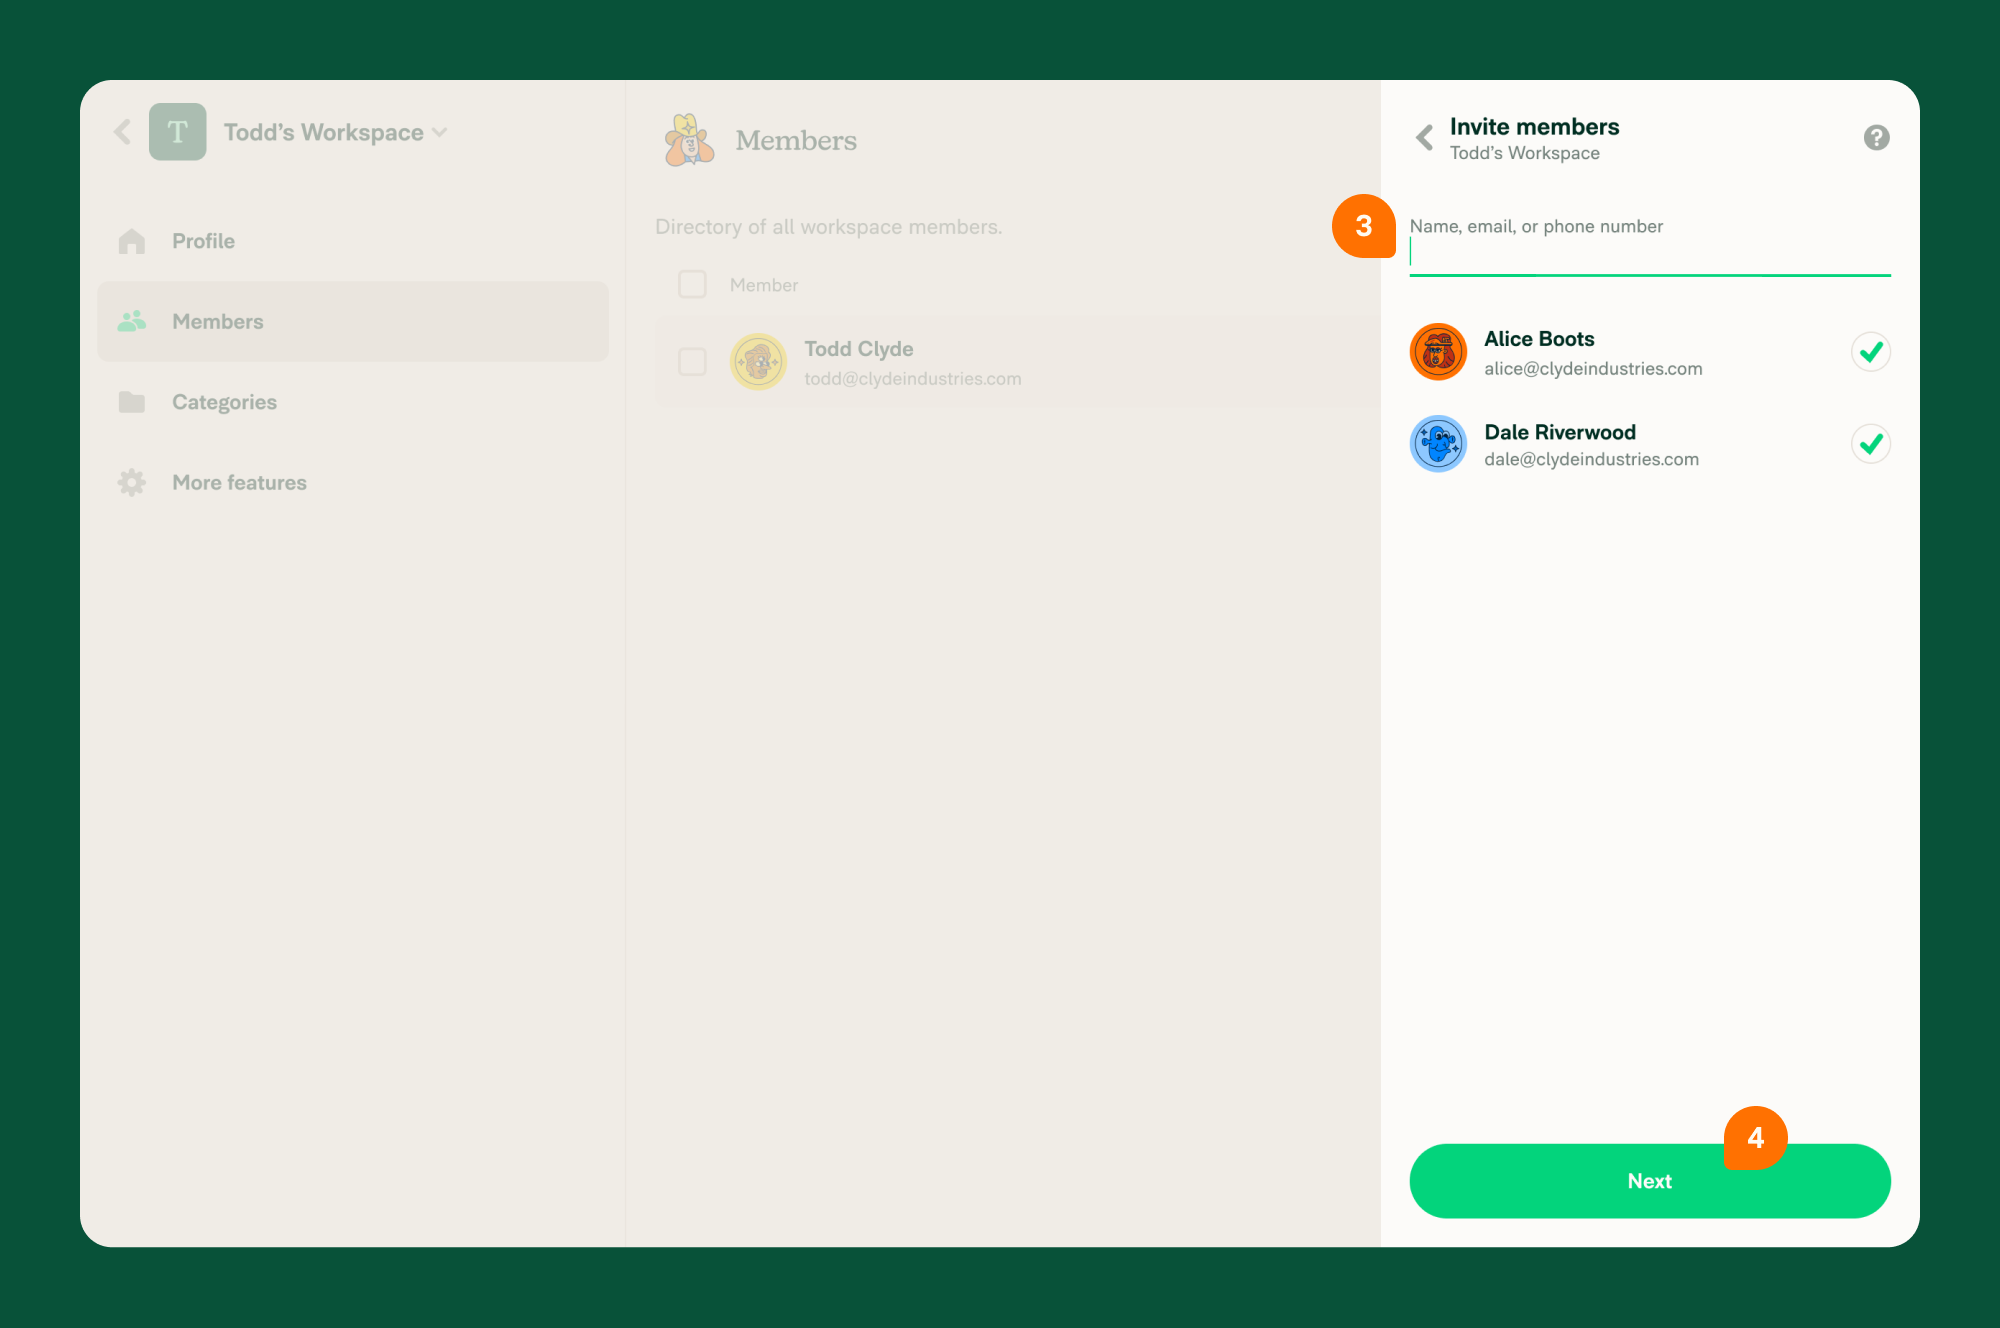 T
Todd’s Workspace
Profile
Members
Categories
More features
Members
Directory of all workspace members.
Member
Todd Clyde
todd@clydeindustries.com
Invite members
Todd’s Workspace
?
3
Name, email, or phone number
Alice Boots
alice@clydeindustries.com
Dale Riverwood
dale@clydeindustries.com
4
Next